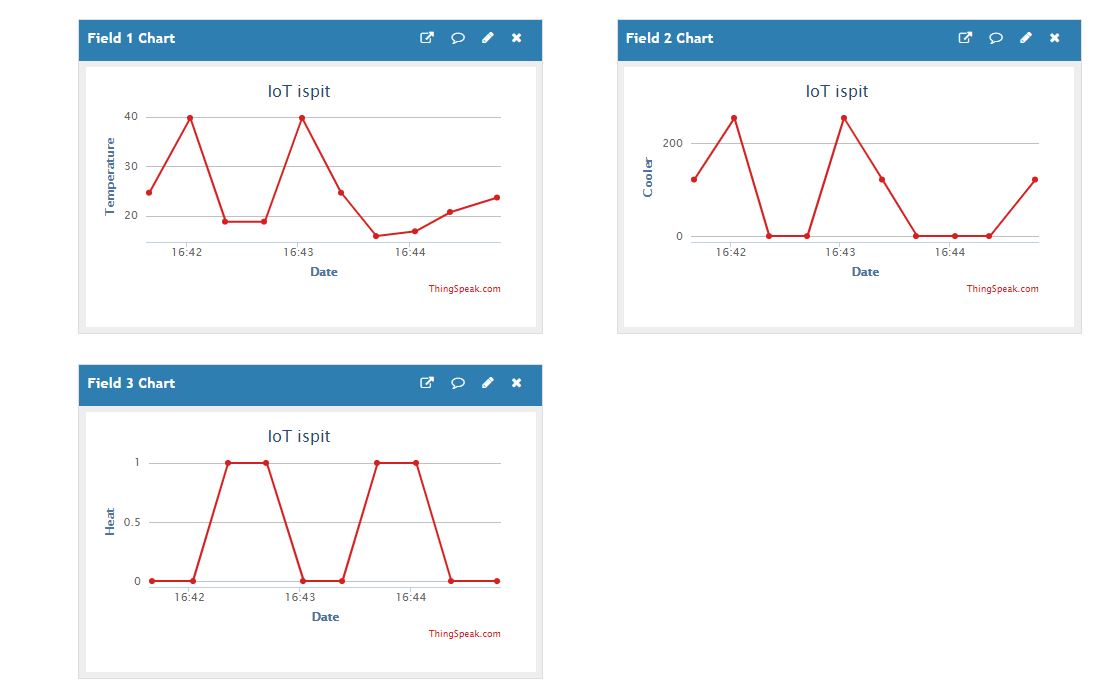 Field 1 Chart
IoT ispit
Temperature
40
30
20
16:42 16:43 16:44
Date
ThingSpeak.com
Field 2 Chart
IoT ispit
Cooler
200
0
16:42 16:43 16:44
Date
ThingSpeak.com
Field 3 Chart
IoT ispit
Heat
1
0.5
0
16:42 16:43 16:44
Date
ThingSpeak.com